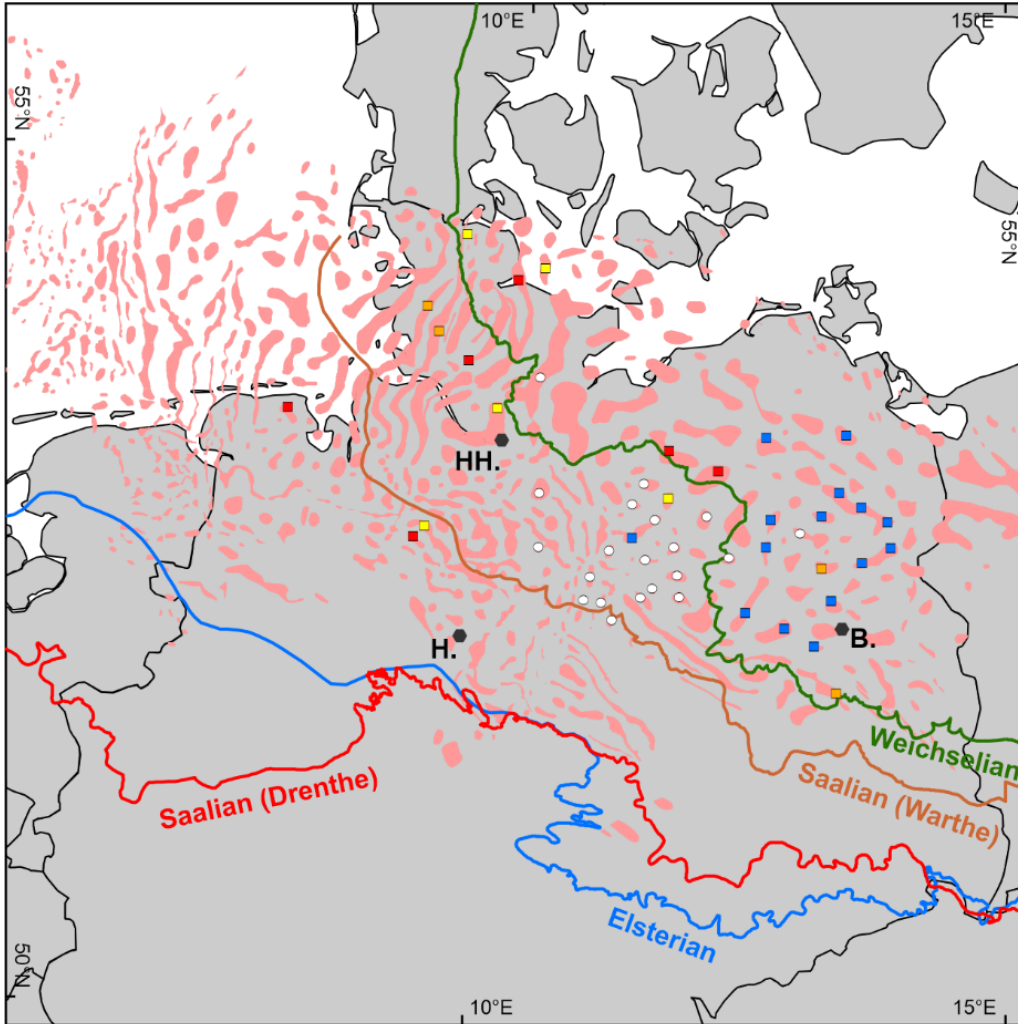 10°E
15°E
55°N
55°N
HH.
H.
B.
Weichselian
Saalian (Drenthe)
Saalian (Warthe)
Elsterian
50°N
10°E
15°E